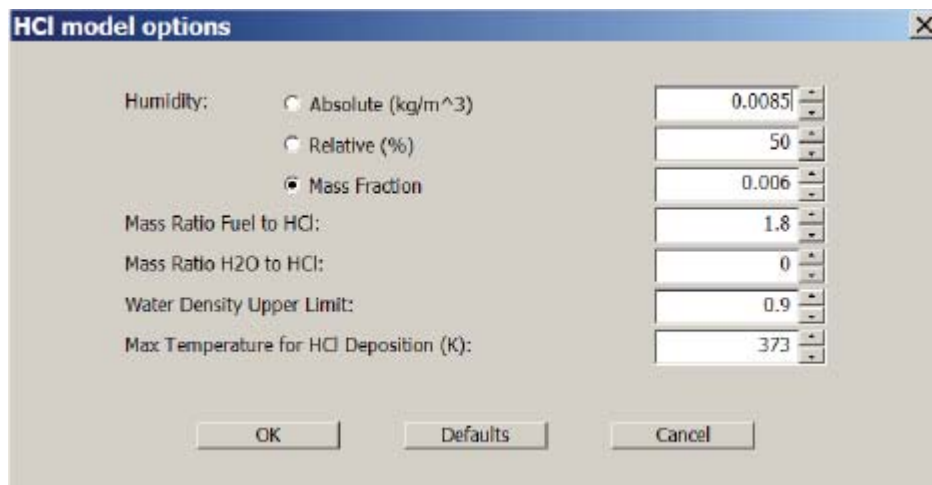 HCl model options
Humidity: Absolute (kg/m^3) 0.0085
Relative (%) 50
Mass Fraction 0.006
Mass Ratio Fuel to HCl: 1.8
Mass Ratio H2O to HCl: 0
Water Density Upper Limit: 0.9
Max Temperature for HCl Deposition (K): 373
OK Defaults Cancel